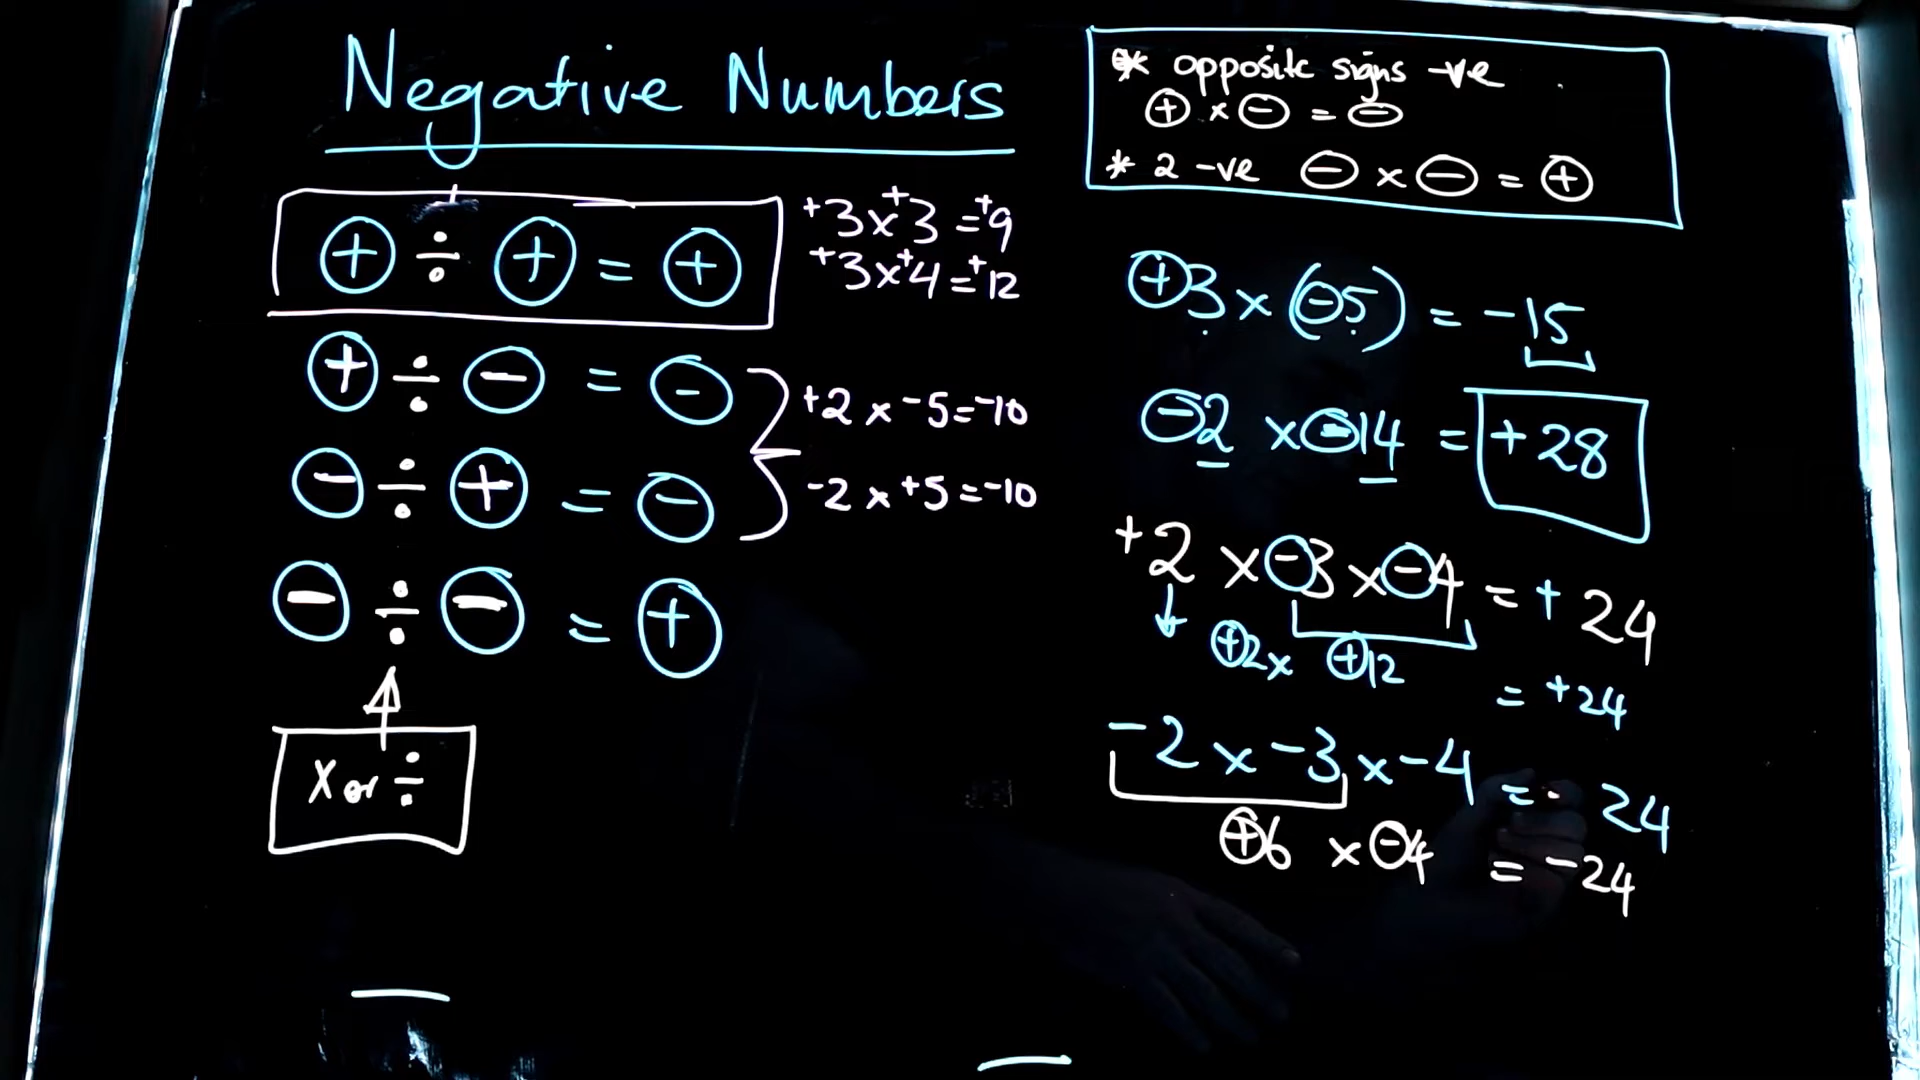 Negative Numbers
⊕ ÷ ⊕ = ⊕
+3 x +3 = +9
+3 x +4 = +12
⊕ ÷ ⊖ = ⊖
+2 x -5 = -10
⊖ ÷ ⊕ = ⊖
-2 x +5 = -10
⊖ ÷ ⊖ = ⊕
x or ÷
* opposite signs -ve
⊕ x ⊖ = ⊖
* 2 -ve ⊖ x ⊖ = ⊕
⊕3 x (⊖5) = -15
⊖2 x ⊖14 = +28
+2 x ⊖3 x ⊖4 = + 24
⊕2 x ⊕12 = +24
-2 x -3 x -4 = - 24
⊕6 x ⊖4 = -24